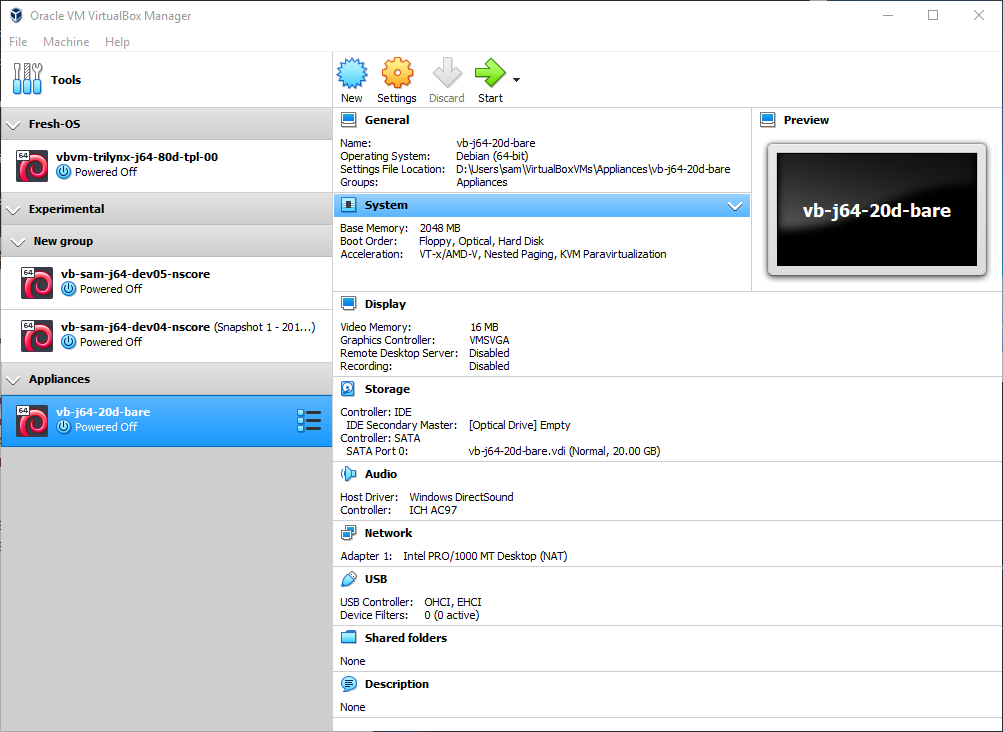 Oracle VM VirtualBox Manager
File Machine Help
Tools
Fresh-OS
64
vbvm-trilynx-j64-80d-tpl-00
Powered Off
Experimental
New group
64
vb-sam-j64-dev05-nscore
Powered Off
64
vb-sam-j64-dev04-nscore (Snapshot 1 - 201...)
Powered Off
Appliances
64
vb-j64-20d-bare
Powered Off
New Settings Discard Start
General
Name: vb-j64-20d-bare
Operating System: Debian (64-bit)
Settings File Location: D:\Users\sam\VirtualBoxVMs\Appliances\vb-j64-20d-bare
Groups: Appliances
System
Base Memory: 2048 MB
Boot Order: Floppy, Optical, Hard Disk
Acceleration: VT-x/AMD-V, Nested Paging, KVM Paravirtualization
Preview
vb-j64-20d-bare
Display
Video Memory: 16 MB
Graphics Controller: VMSVGA
Remote Desktop Server: Disabled
Recording: Disabled
Storage
Controller: IDE
IDE Secondary Master: [Optical Drive] Empty
Controller: SATA
SATA Port 0: vb-j64-20d-bare.vdi (Normal, 20.00 GB)
Audio
Host Driver: Windows DirectSound
Controller: ICH AC97
Network
Adapter 1: Intel PRO/1000 MT Desktop (NAT)
USB
USB Controller: OHCI, EHCI
Device Filters: 0 (0 active)
Shared folders
None
Description
None